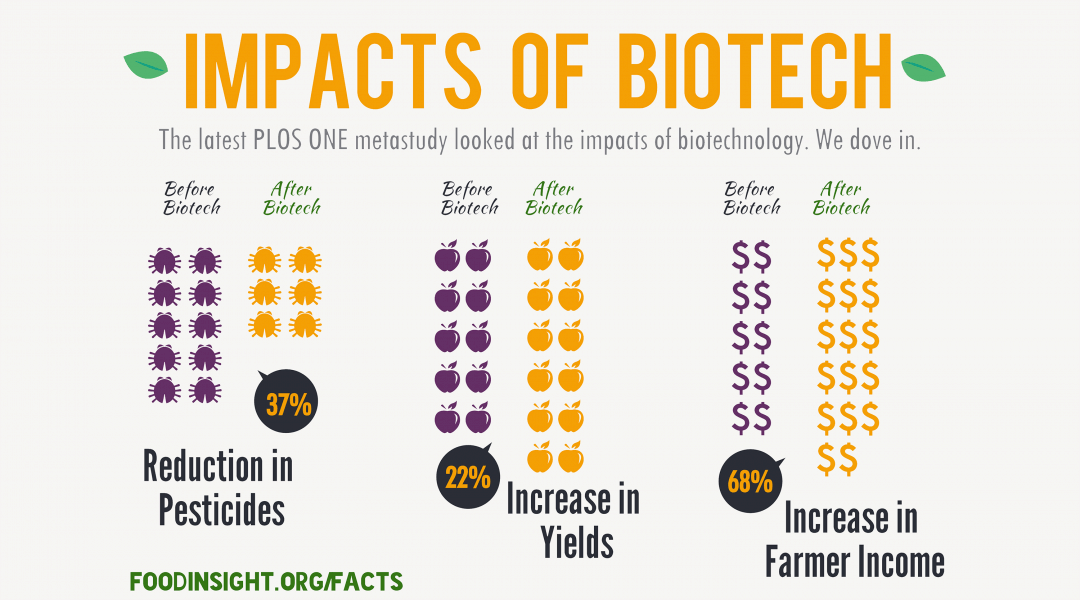 IMPACTS OF BIOTECH
The latest PLOS ONE metastudy looked at the impacts of biotechnology. We dove in.
Before
Biotech
After
Biotech
Before
Biotech
After
Biotech
Before
Biotech
After
Biotech
$$
$$$
$$
$$$
$$
$$$
$$
$$$
$$
$$$
$$
37%
Reduction in
Pesticides
22%
Increase in
Yields
68%
Increase in
Farmer Income
FOODINSIGHT.ORG/FACTS